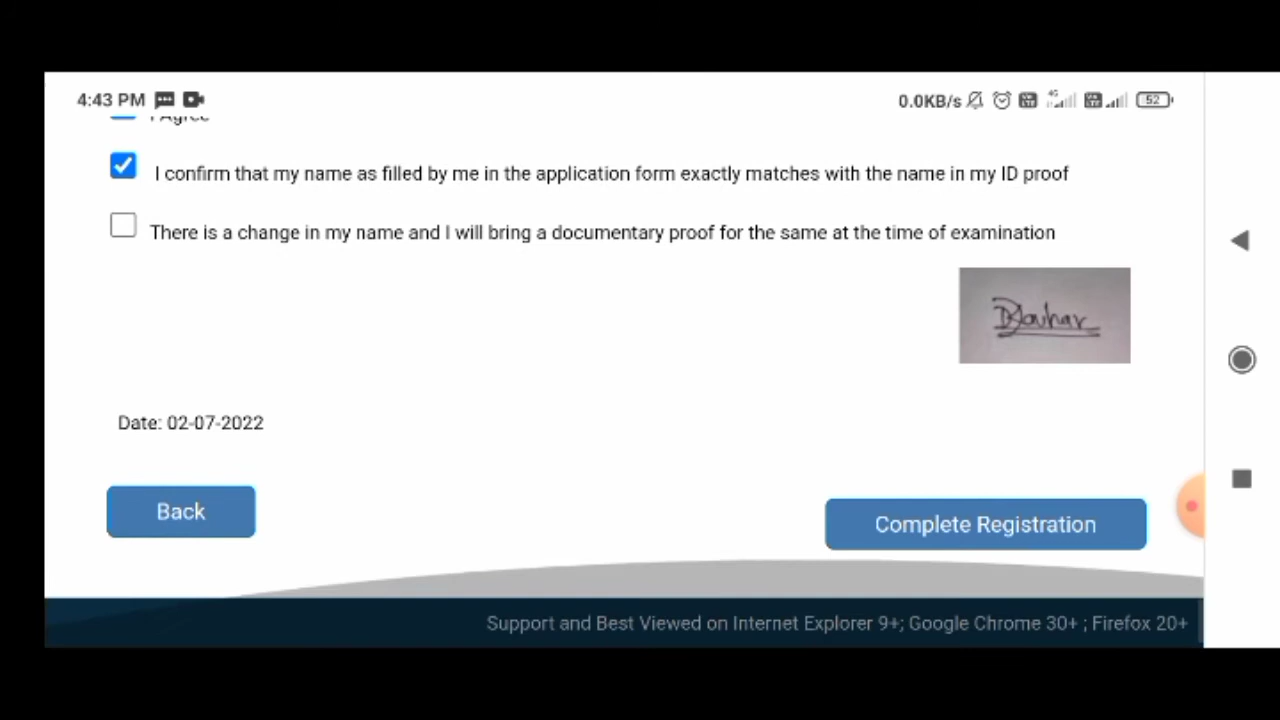 4:43 PM
0.0KB/s
4G
52
I Agree
I confirm that my name as filled by me in the application form exactly matches with the name in my ID proof
There is a change in my name and I will bring a documentary proof for the same at the time of examination
Date: 02-07-2022
Back
Complete Registration
Support and Best Viewed on Internet Explorer 9+; Google Chrome 30+ ; Firefox 20+